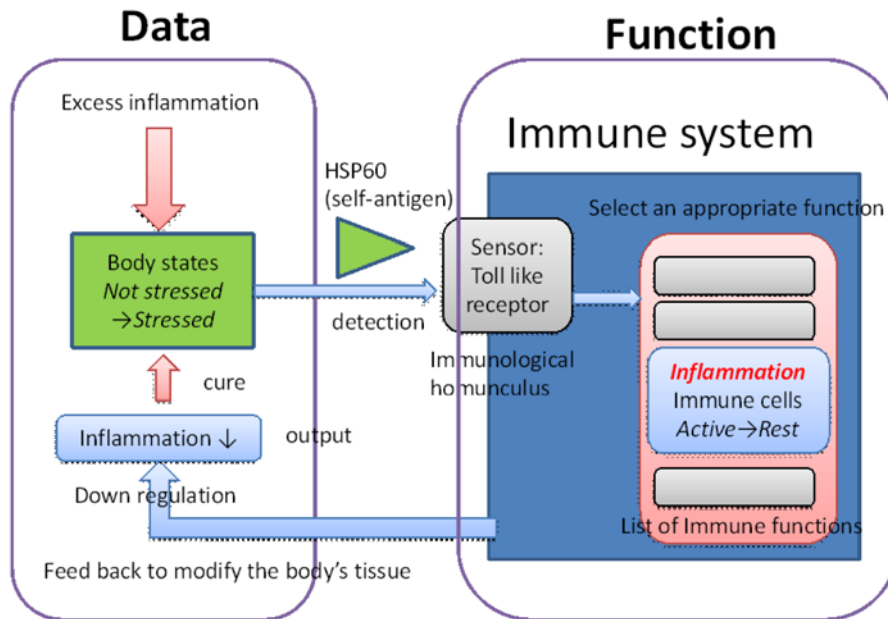 Data
Function
Excess inflammation
Immune system
HSP60
(self-antigen)
Select an appropriate function
Body states
Not stressed
→Stressed
Sensor:
Toll like
receptor
detection
Immunological
homunculus
cure
Inflammation
Immune cells
Active→Rest
Inflammation ↓
output
Down regulation
List of Immune functions
Feed back to modify the body's tissue